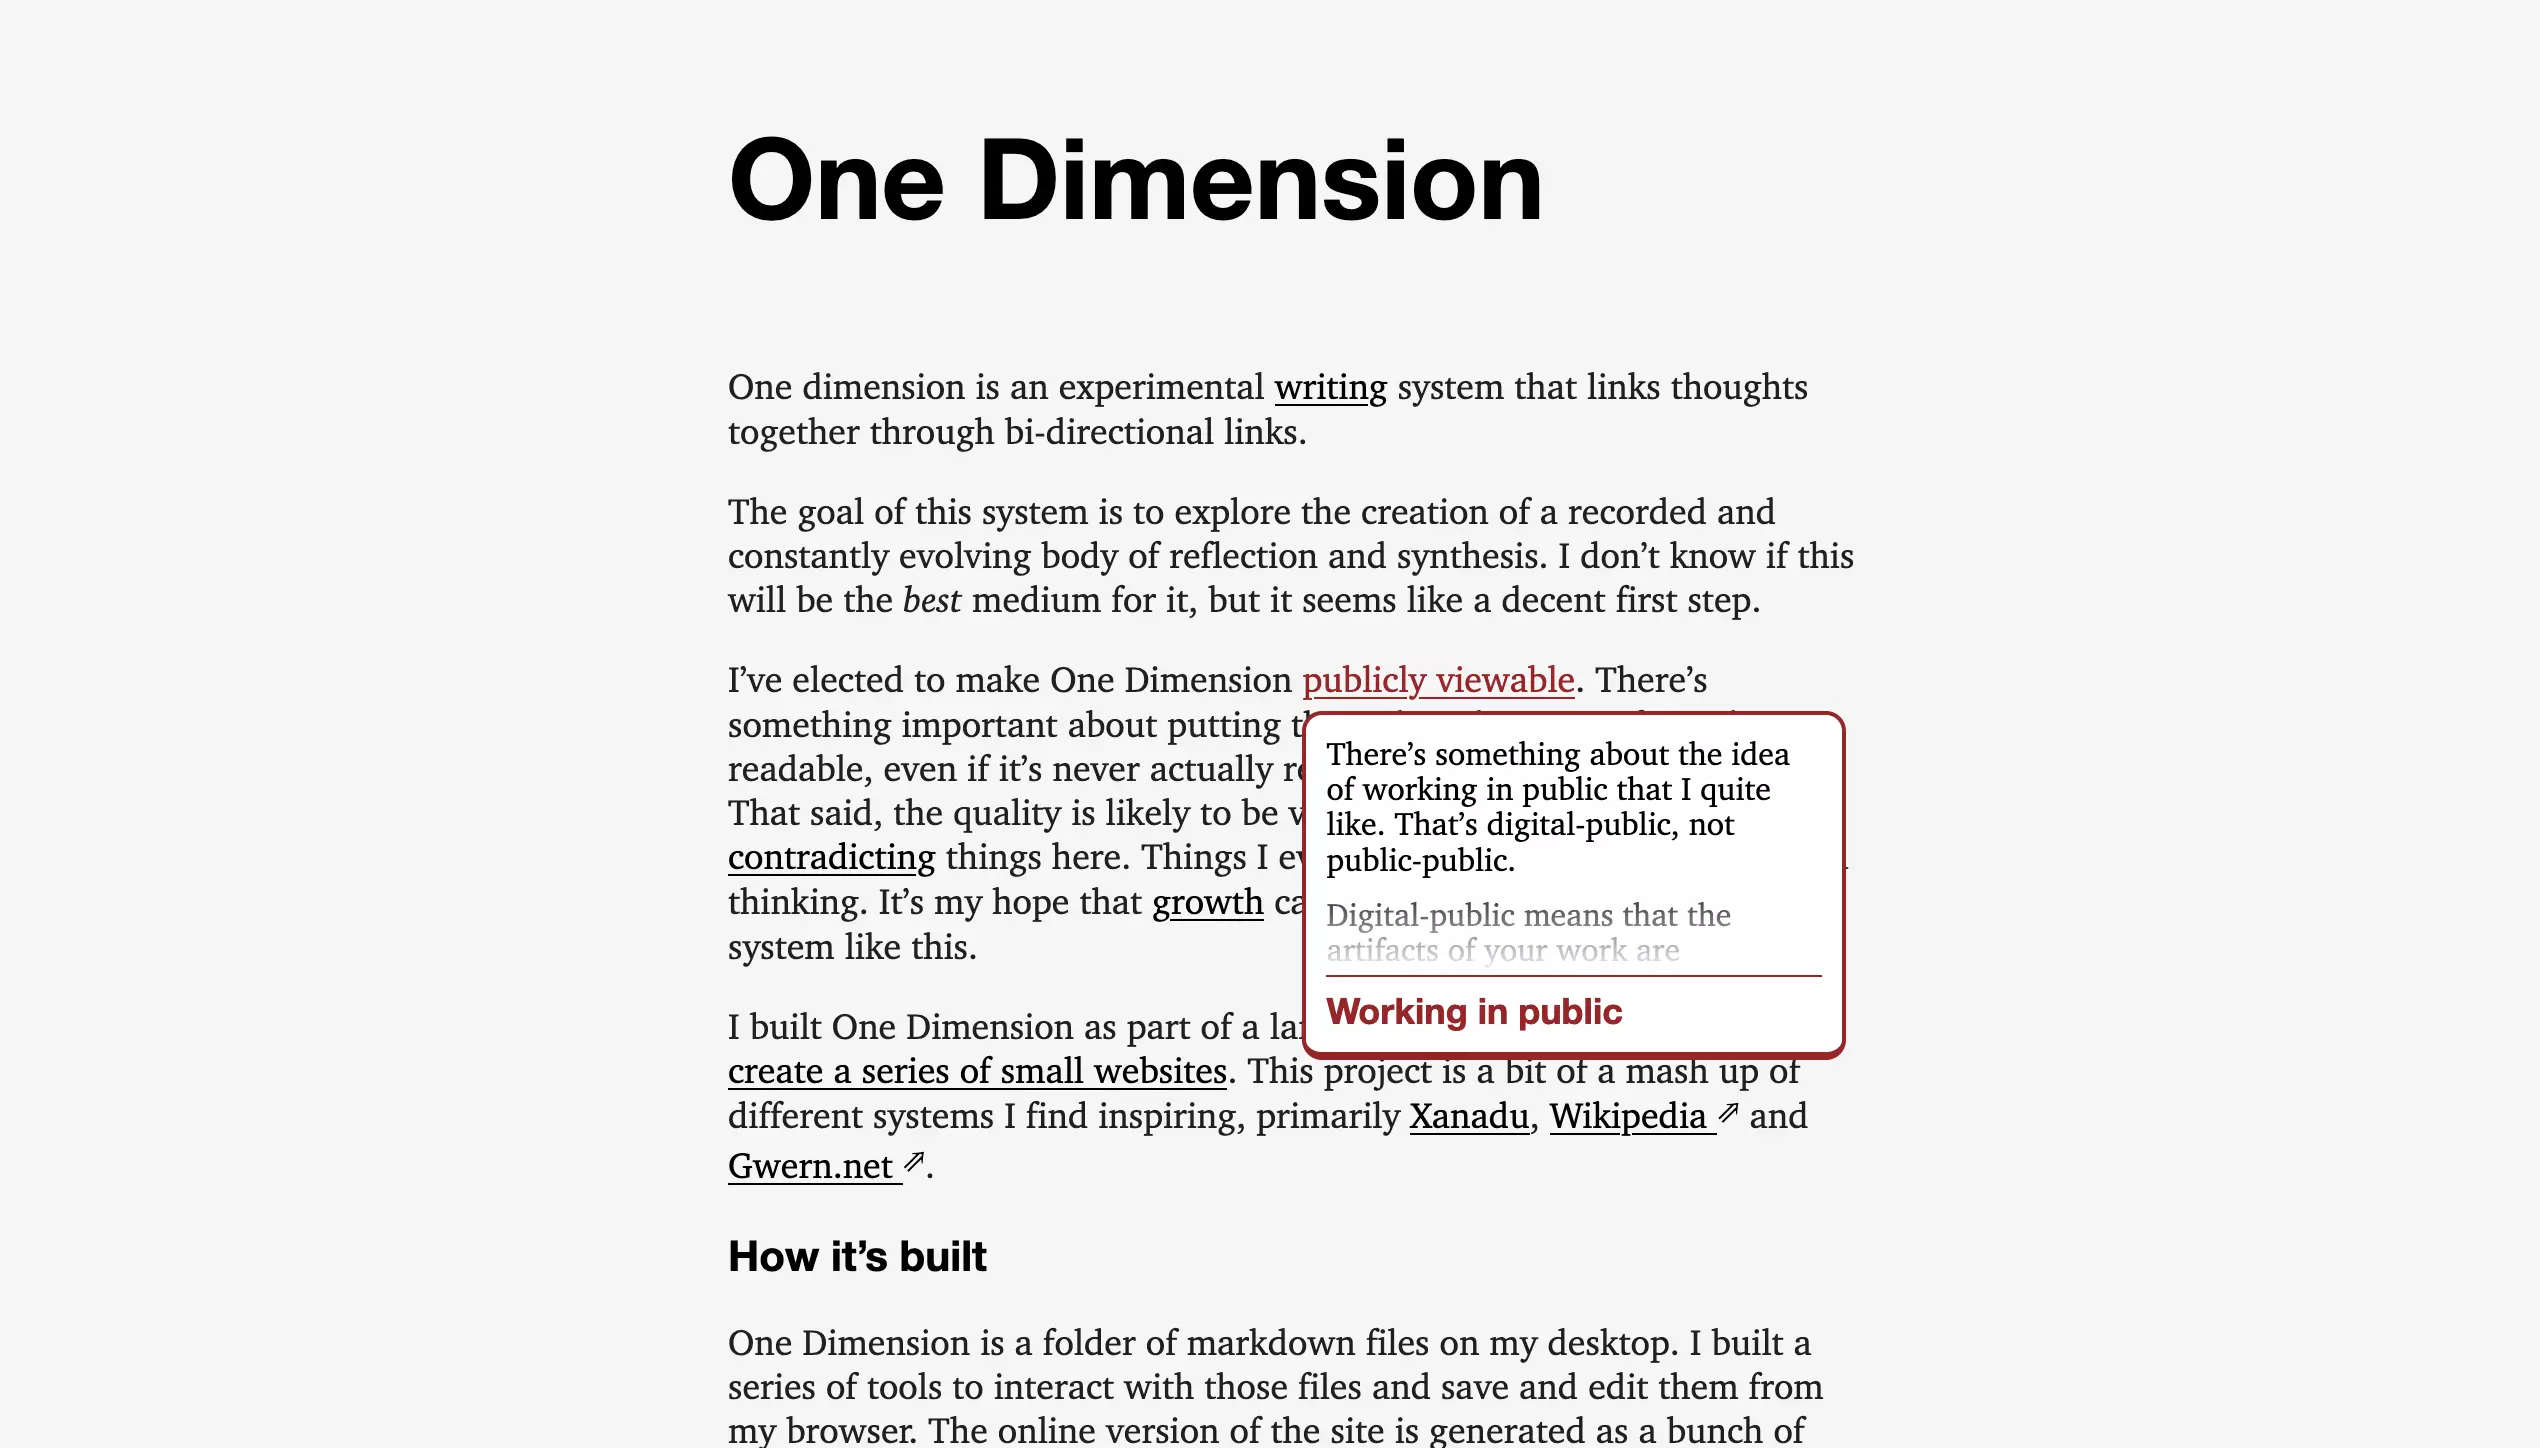 One Dimension
One dimension is an experimental writing system that links thoughts
together through bi-directional links.
The goal of this system is to explore the creation of a recorded and
constantly evolving body of reflection and synthesis. I don’t know if this
will be the best medium for it, but it seems like a decent first step.
I’ve elected to make One Dimension publicly viewable. There’s
something important about putting
readable, even if it’s never actually
That said, the quality is likely to be
contradicting things here. Things I
thinking. It’s my hope that growth
system like this.
I built One Dimension as part of a
create a series of small websites. This project is a bit of a mash up of
different systems I find inspiring, primarily Xanadu, Wikipedia ⇗ and
Gwern.net ⇗.
There’s something about the idea
of working in public that I quite
like. That’s digital-public, not
public-public.
Digital-public means that the
artifacts of your work are
Working in public
How it’s built
One Dimension is a folder of markdown files on my desktop. I built a
series of tools to interact with those files and save and edit them from
my browser. The online version of the site is generated as a bunch of